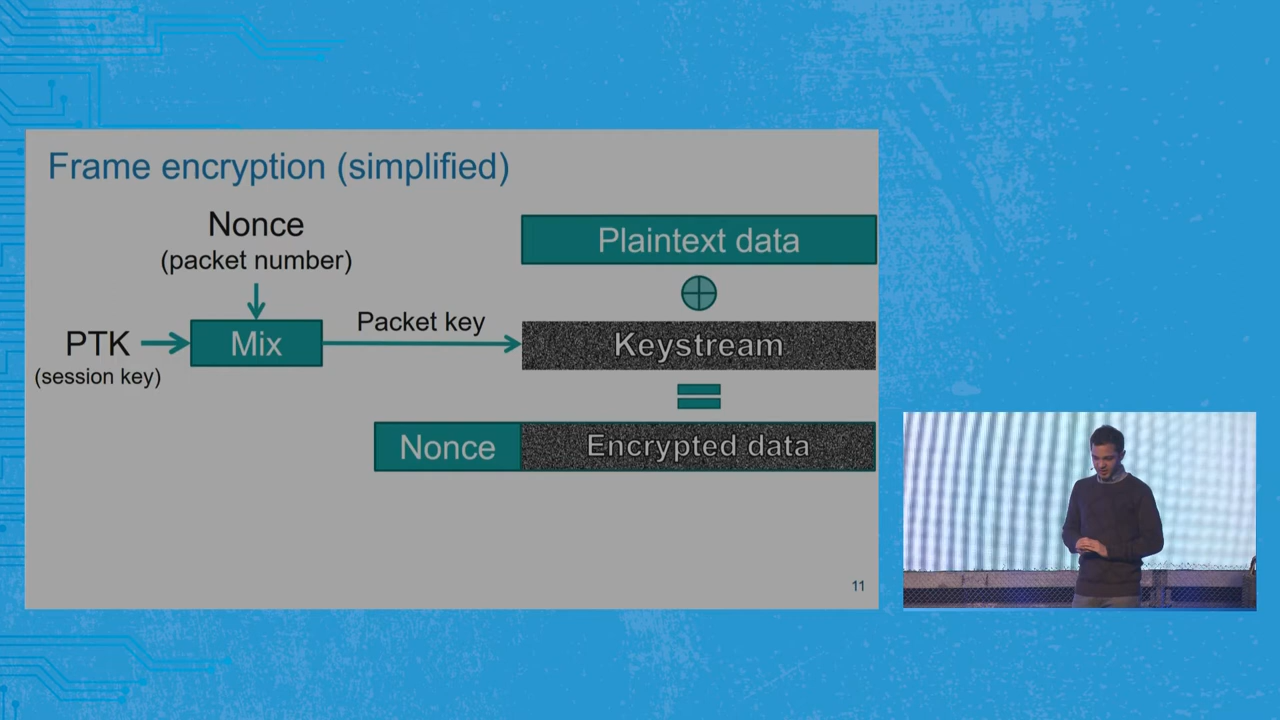 Frame encryption (simplified)
Nonce
(packet number)
Plaintext data
Packet key
PTK
Mix
Keystream
(session key)
Nonce
Encrypted data
11